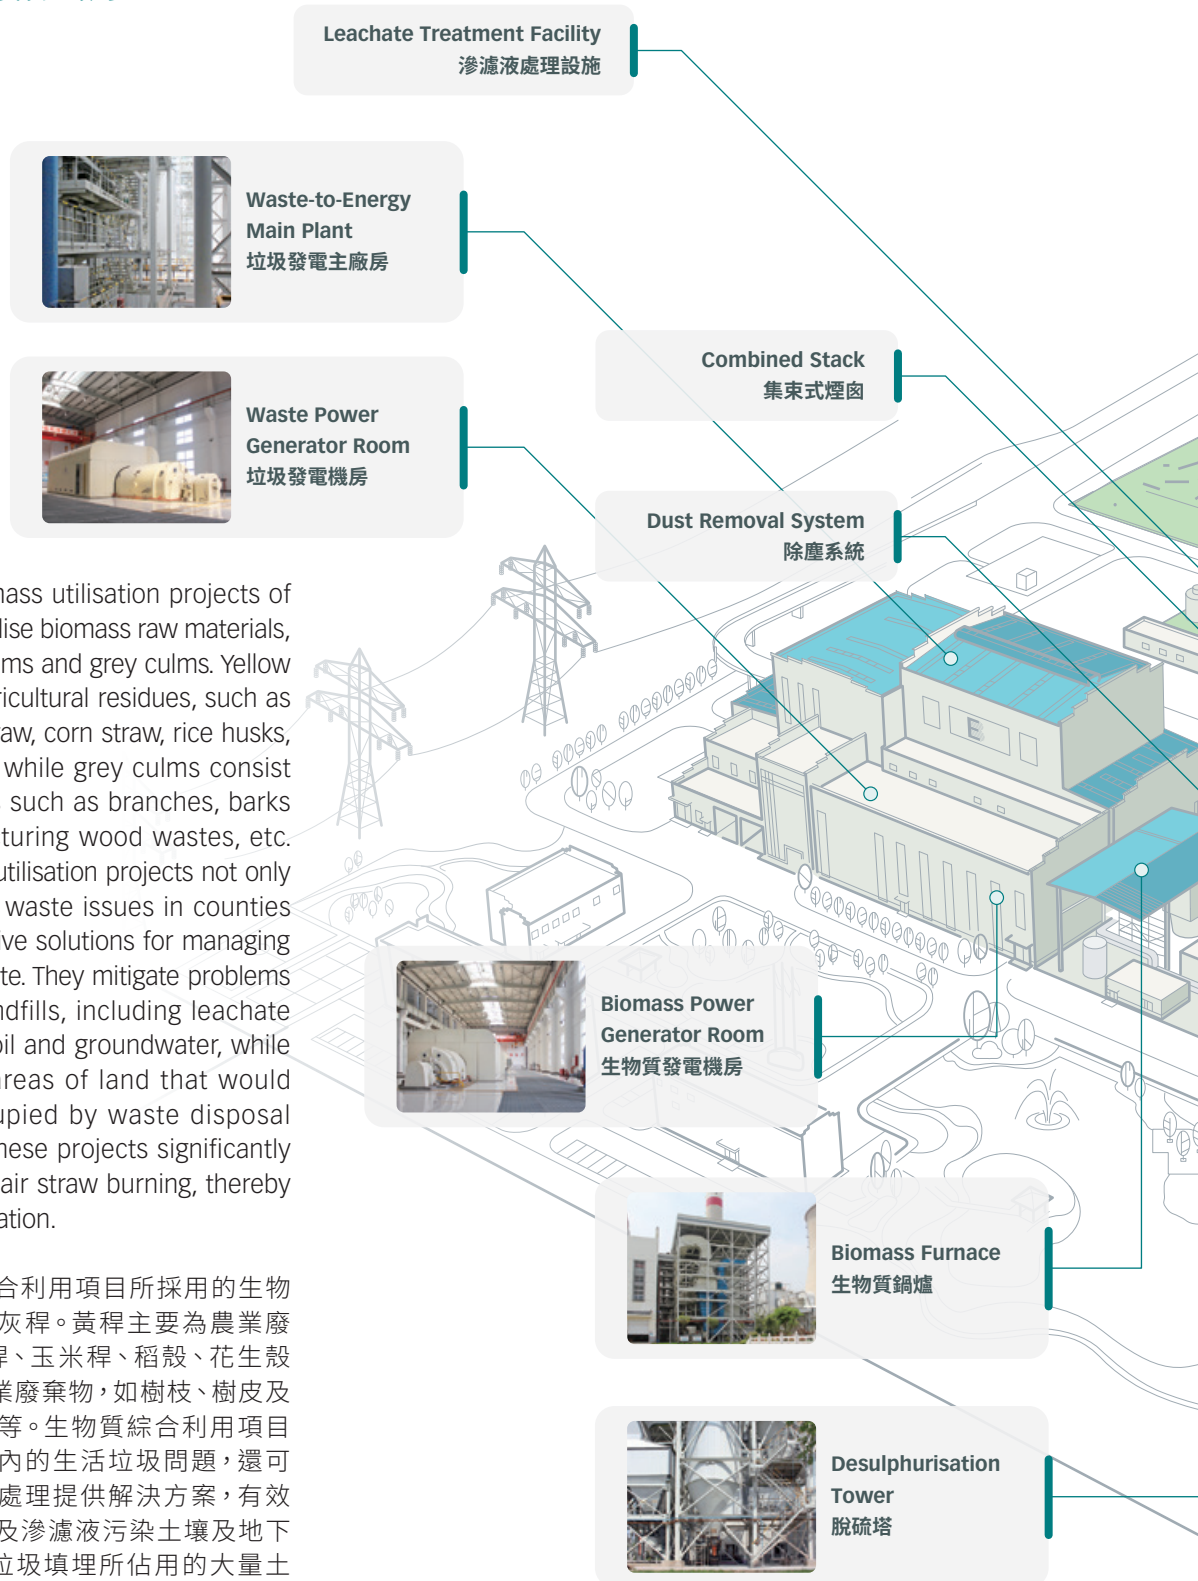 Leachate Treatment Facility
滲濾液處理設施
Waste-to-Energy
Main Plant
垃圾發電主廠房
Combined Stack
集束式煙囪
Waste Power
Generator Room
垃圾發電機房
Dust Removal System
除塵系統
mass utilisation projects of
ise biomass raw materials,
ms and grey culms. Yellow
ricultural residues, such as
raw, corn straw, rice husks,
while grey culms consist
such as branches, barks
turing wood wastes, etc.
utilisation projects not only
waste issues in counties
ive solutions for managing
te. They mitigate problems
ndfills, including leachate
oil and groundwater, while
areas of land that would
upied by waste disposal
hese projects significantly
air straw burning, thereby
ation.
合利用項目所採用的生物
灰稈。黃稈主要為農業廢
稈、玉米稈、稻殼、花生殼
業廢棄物，如樹枝、樹皮及
等。生物質綜合利用項目
內的生活垃圾問題，還可
處理提供解決方案，有效
及滲濾液污染土壤及地下
垃圾填埋所佔用的大量土
B
Biomass Power
Generator Room
生物質發電機房
Biomass Furnace
生物質鍋爐
Desulphurisation
Tower
脫硫塔